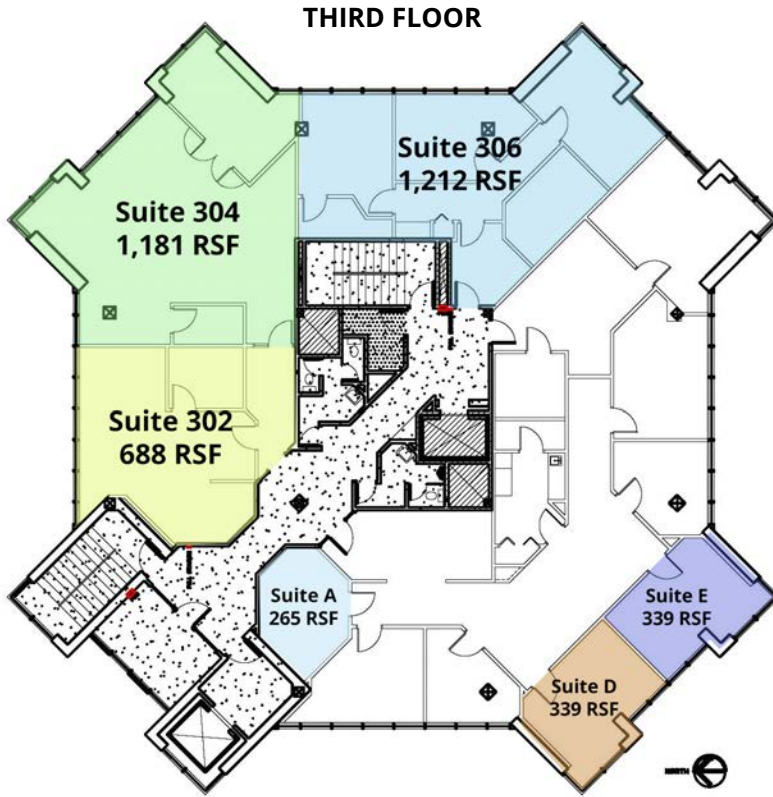 THIRD FLOOR
Suite 306
1,212 RSF
Suite 304
1,181 RSF
Suite 302
688 RSF
Suite A
265 RSF
Suite E
339 RSF
Suite D
339 RSF
NORTH